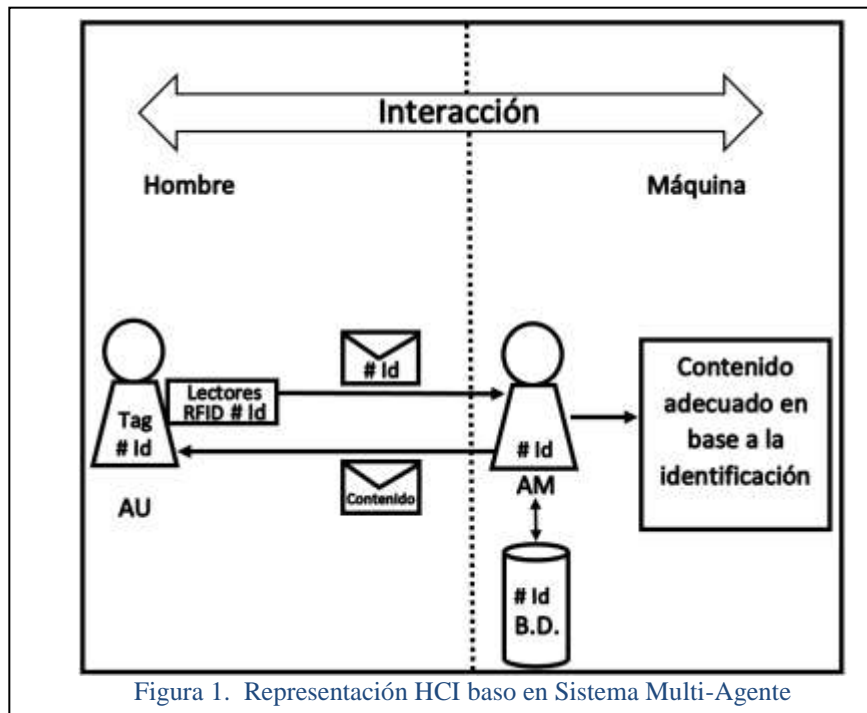 Interacción
Hombre
Máquina
# Id
Lectores
RFID # Id
Tag
# Id
AU
Contenido
# Id
AM
# Id
B.D.
Contenido
adecuado en
base a la
identificación
Figura 1. Representación HCI baso en Sistema Multi-Agente